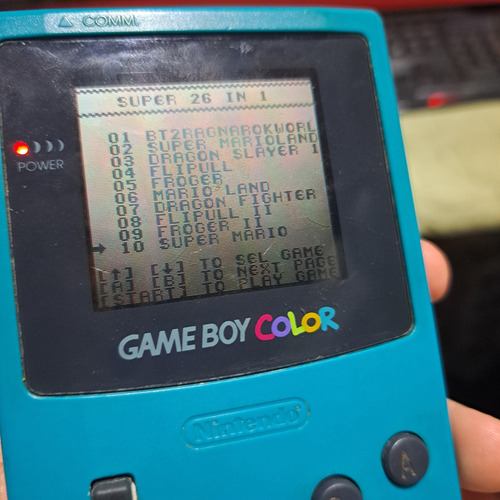 COMM.
SUPER 26 IN 1
01 BT2RAGNAROKWORL
02 SUPER MARIOLAND
03 DRAGON SLAYER 1
04 FLIPULL
05 FROGER
06 MARIO LAND
07 DRAGON FIGHTER
08 FLIPULL II
09 FROGER II
10 SUPER MARIO
[↑] [↓] TO SEL GAME
[A] [B] TO NEXT PAGE
[START] TO PLAY GAME
POWER
GAME BOY COLOR
Nintendo
A